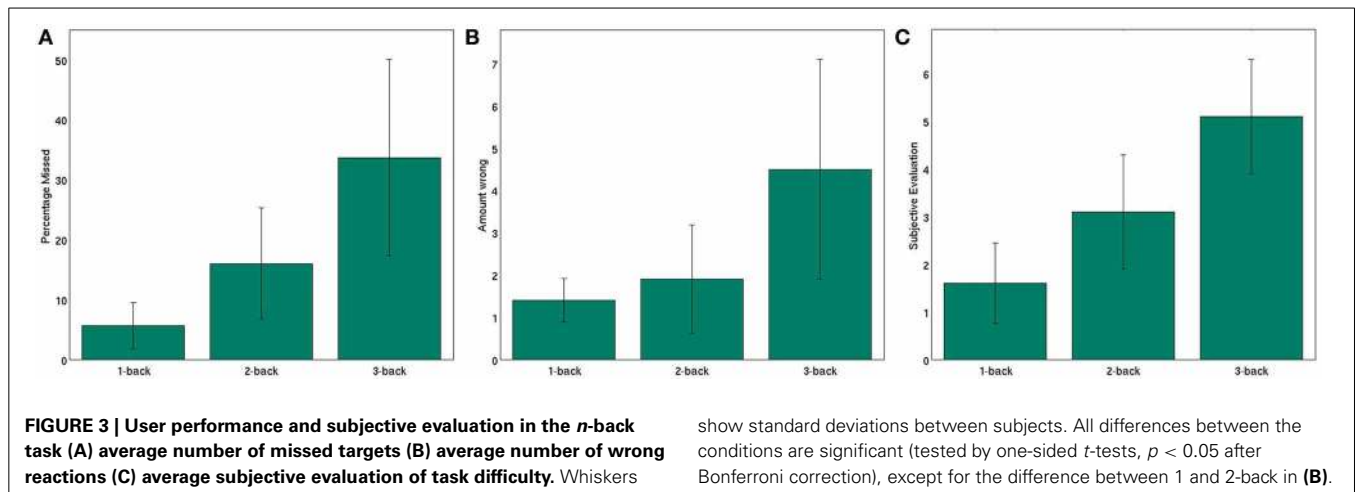 A
50
40
30
20
10
0
Percentage Missed
1-back
2-back
3-back
B
7
6
5
4
3
2
1
0
Amount wrong
1-back
2-back
3-back
C
6
5
4
3
2
1
0
Subjective Evaluation
1-back
2-back
3-back
FIGURE 3 | User performance and subjective evaluation in the n-back
task (A) average number of missed targets (B) average number of wrong
reactions (C) average subjective evaluation of task difficulty. Whiskers
show standard deviations between subjects. All differences between the
conditions are significant (tested by one-sided t-tests, p < 0.05 after
Bonferroni correction), except for the difference between 1 and 2-back in (B).